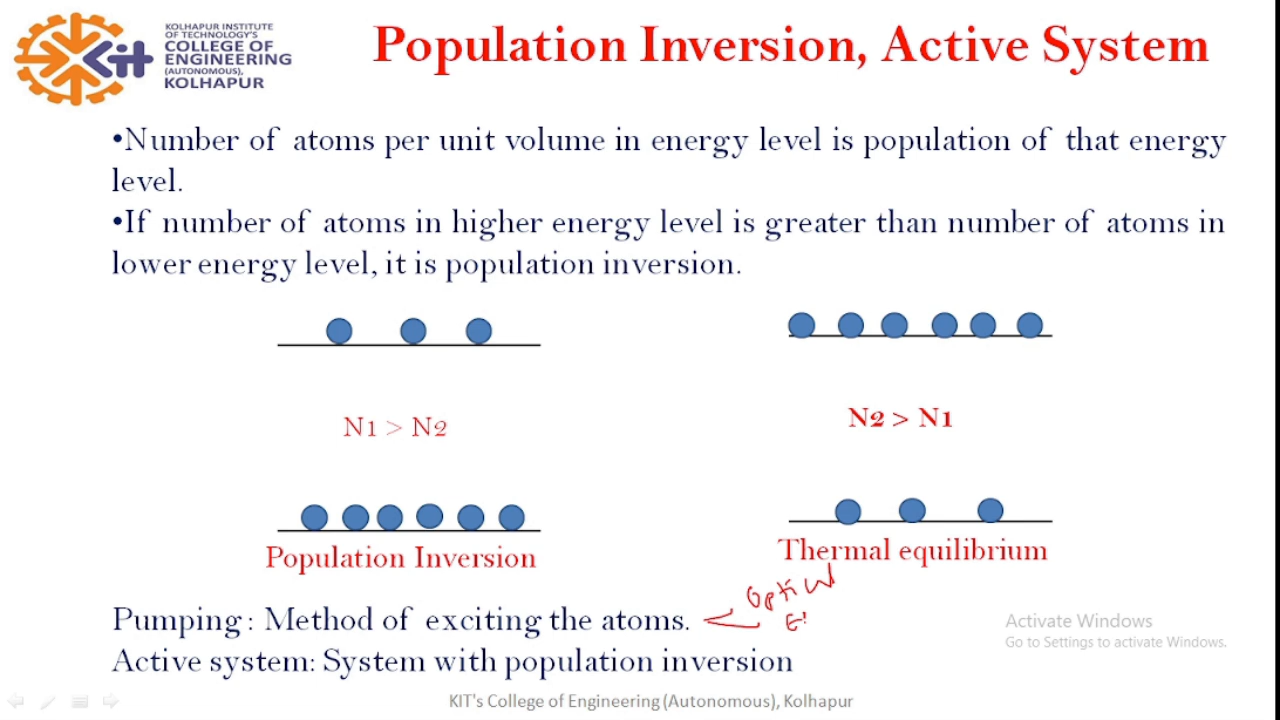 KOLHAPUR INSTITUTE
OF TECHNOLOGY'S
COLLEGE OF
ENGINEERING
(AUTONOMOUS),
KOLHAPUR
Kit
Population Inversion, Active System
•Number of atoms per unit volume in energy level is population of that energy
level.
•If number of atoms in higher energy level is greater than number of atoms in
lower energy level, it is population inversion.
N1 > N2
N2 > N1
Population Inversion
Thermal equilibrium
Optical
Pumping : Method of exciting the atoms.
Active system: System with population inversion
Activate Windows
Go to Settings to activate Windows.
KIT's College of Engineering (Autonomous), Kolhapur